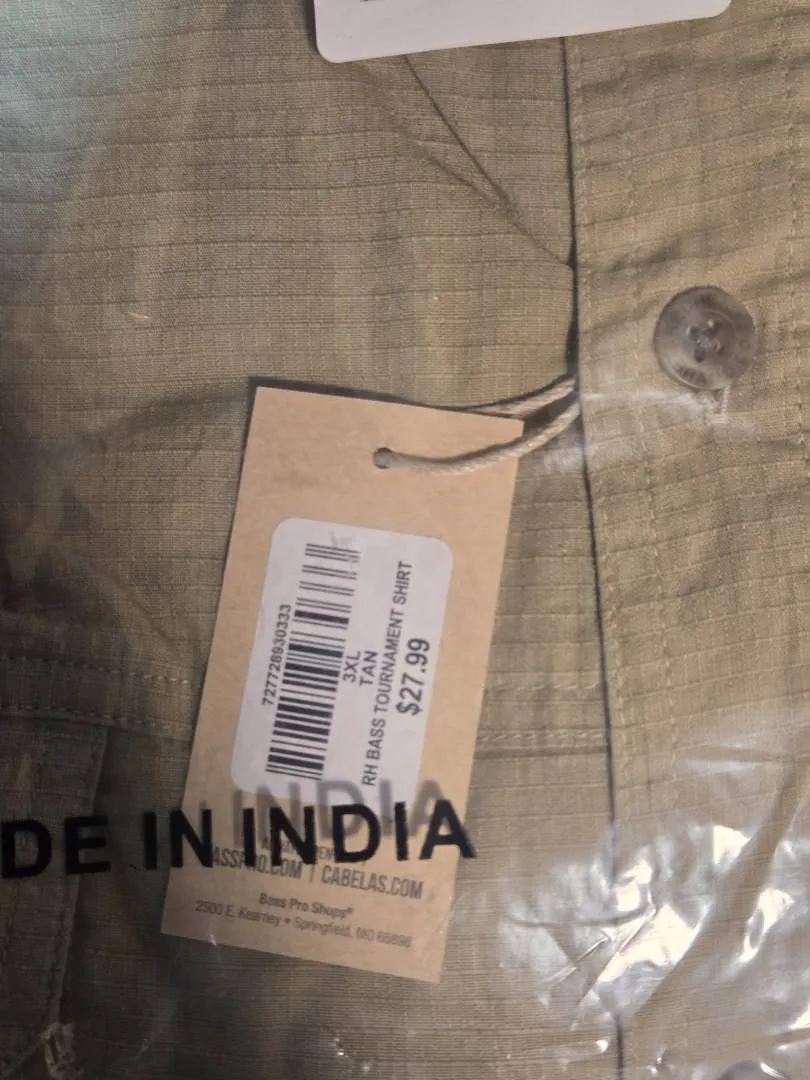 727728930333
3XL
TAN
RH BASS TOURNAMENT SHIRT
$27.99
DE IN INDIA
BASSPRO.COM | CABELAS.COM
Bass Pro Shops®
2500 E. Kearney • Springfield, MO 65898